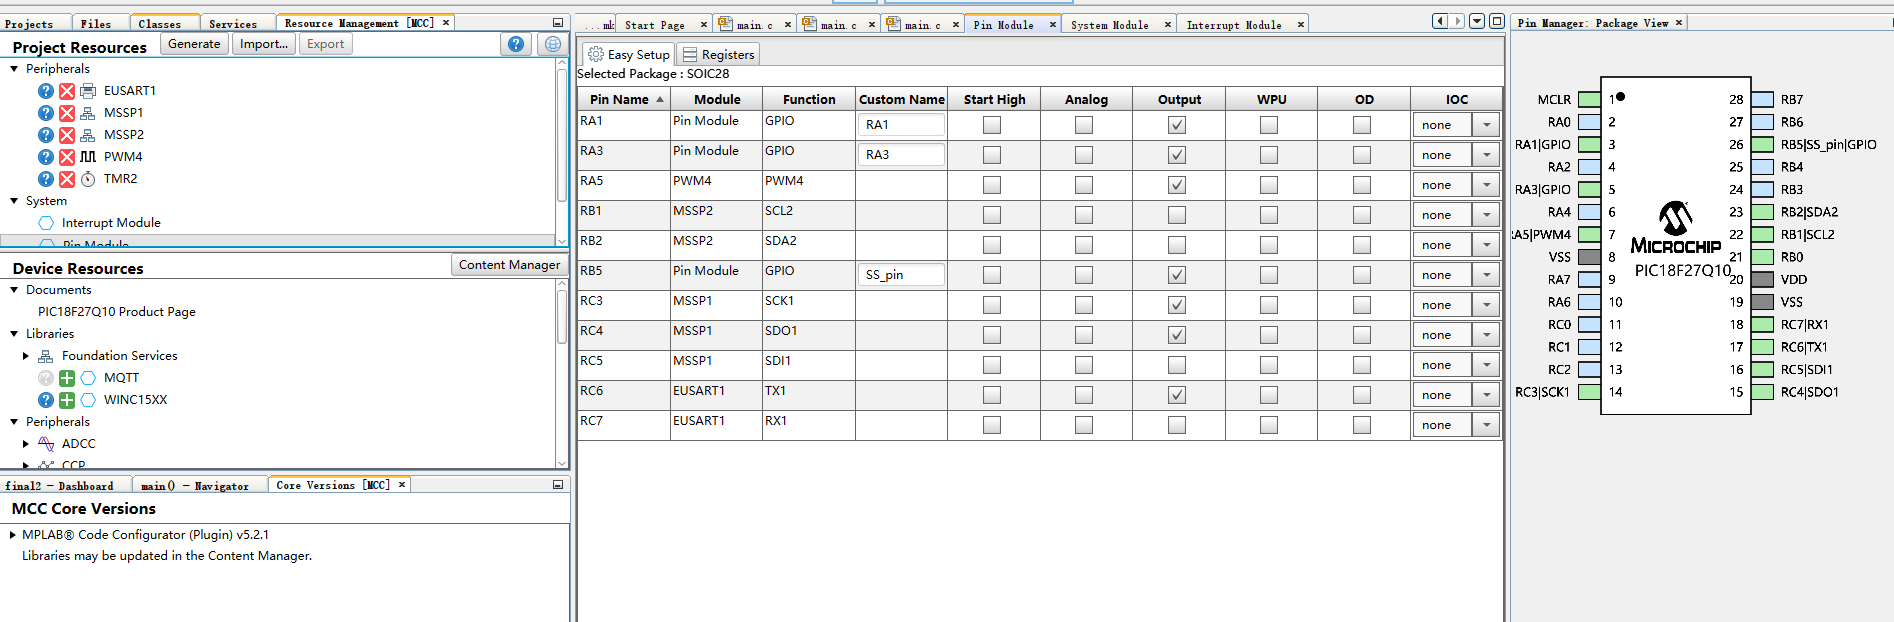 Projects Files Classes Services Resource Management [MCC] ×
Project Resources Generate Import... Export ?
Peripherals
? EUSART1
? MSSP1
? MSSP2
? PWM4
? TMR2
System
Interrupt Module
Pin Module
Device Resources Content Manager
Documents
PIC18F27Q10 Product Page
Libraries
Foundation Services
? MQTT
? WINC15XX
Peripherals
ADCC
CCP
final2 - Dashboard main() - Navigator Core Versions [MCC] ×
MCC Core Versions
MPLAB® Code Configurator (Plugin) v5.2.1
Libraries may be updated in the Content Manager.
...mk Start Page × main.c × main.c × main.c × Pin Module × System Module × Interrupt Module ×
Easy Setup Registers
Selected Package : SOIC28
Pin Name Module Function Custom Name Start High Analog Output WPU OD IOC
RA1 Pin Module GPIO RA1 none
RA3 Pin Module GPIO RA3 none
RA5 PWM4 PWM4 none
RB1 MSSP2 SCL2 none
RB2 MSSP2 SDA2 none
RB5 Pin Module GPIO SS_pin none
RC3 MSSP1 SCK1 none
RC4 MSSP1 SDO1 none
RC5 MSSP1 SDI1 none
RC6 EUSART1 TX1 none
RC7 EUSART1 RX1 none
Pin Manager: Package View ×
MCLR 1 28 RB7
RA0 2 27 RB6
RA1|GPIO 3 26 RB5|SS_pin|GPIO
RA2 4 25 RB4
RA3|GPIO 5 24 RB3
RA4 6 23 RB2|SDA2
RA5|PWM4 7 22 RB1|SCL2
MICROCHIP
VSS 8 21 RB0
PIC18F27Q10
RA7 9 20 VDD
RA6 10 19 VSS
RC0 11 18 RC7|RX1
RC1 12 17 RC6|TX1
RC2 13 16 RC5|SDI1
RC3|SCK1 14 15 RC4|SDO1